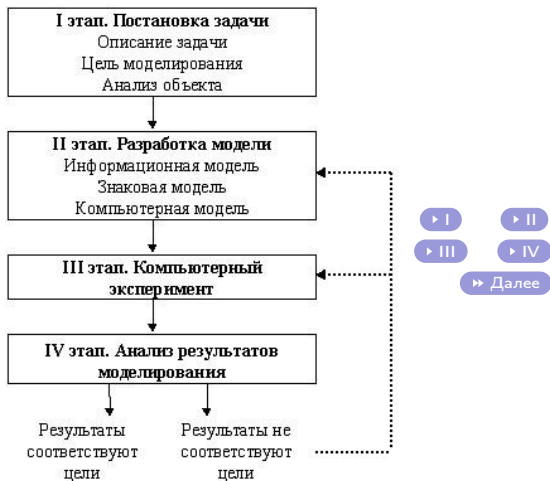 I этап. Постановка задачи
Описание задачи
Цель моделирования
Анализ объекта
II этап. Разработка модели
Информационная модель
Знаковая модель
Компьютерная модель
III этап. Компьютерный
эксперимент
IV этап. Анализ результатов
моделирования
Результаты
соответствуют
цели
Результаты не
соответствуют
цели
I
II
III
IV
Далее